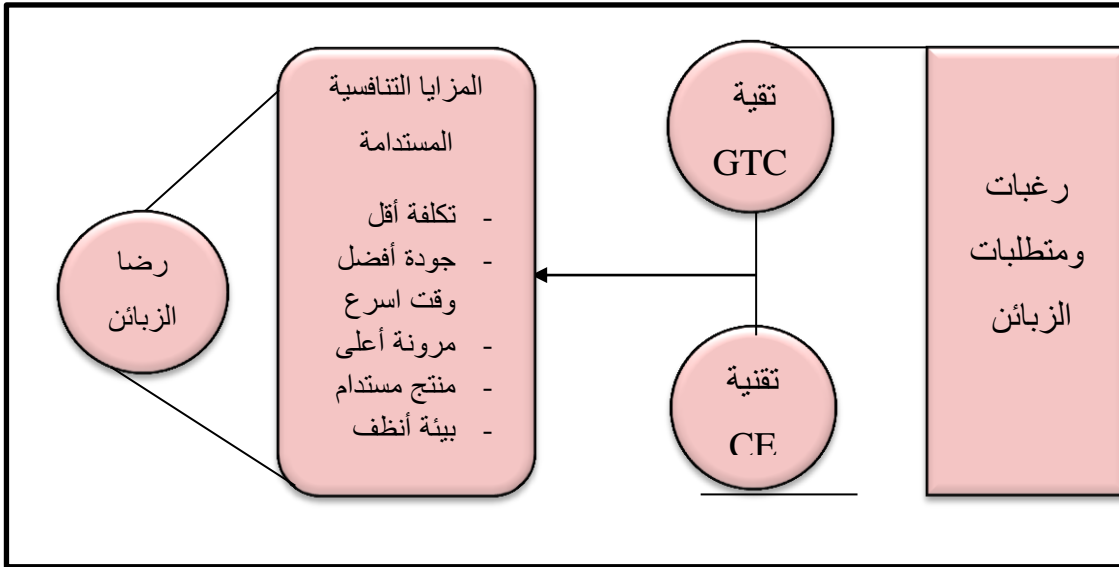 رغبات
ومتطلبات
الزبائن
تقية
GTC
تقنية
CE
المزايا التنافسية
المستدامة
- تكلفة أقل
- جودة أفضل
وقت اسرع
- مرونة أعلى
- منتج مستدام
- بيئة أنظف
رضا
الزبائن